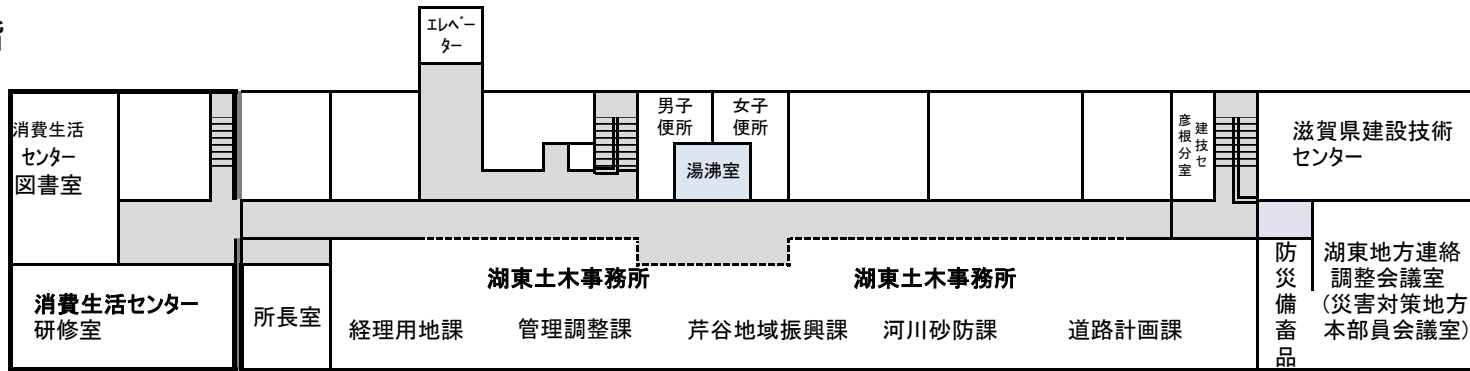 階
エレベー
ター
消費生活
センター
図書室
男子
便所
女子
便所
湯沸室
彦根分室
建技セ
滋賀県建設技術
センター
湖東土木事務所
湖東土木事務所
消費生活センター
研修室
所長室
経理用地課
管理調整課
芹谷地域振興課
河川砂防課
道路計画課
防災備畜品
湖東地方連絡
調整会議室
(災害対策地方
本部員会議室)